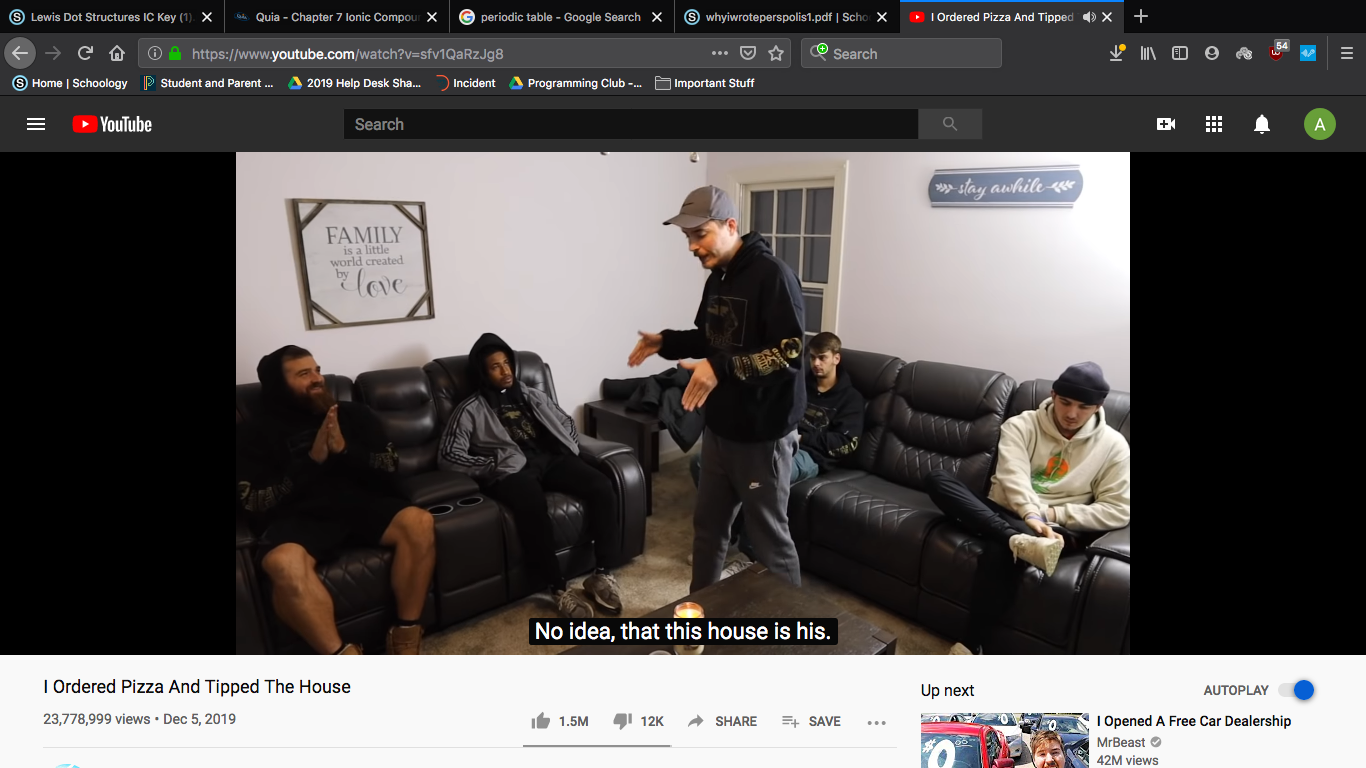 Lewis Dot Structures IC Key (1).
Quia - Chapter 7 Ionic Compou
periodic table - Google Search
whyiwroteperspolis1.pdf | Scho
I Ordered Pizza And Tipped
https://www.youtube.com/watch?v=sfv1QaRzJg8
Search
54
Home | Schoology
Student and Parent ...
2019 Help Desk Sha...
Incident
Programming Club -...
Important Stuff
YouTube
Search
A
stay awhile
FAMILY
is a little
world created
by love
No idea, that this house is his.
I Ordered Pizza And Tipped The House
23,778,999 views • Dec 5, 2019
1.5M
12K
SHARE
SAVE
Up next
AUTOPLAY
I Opened A Free Car Dealership
MrBeast
42M views